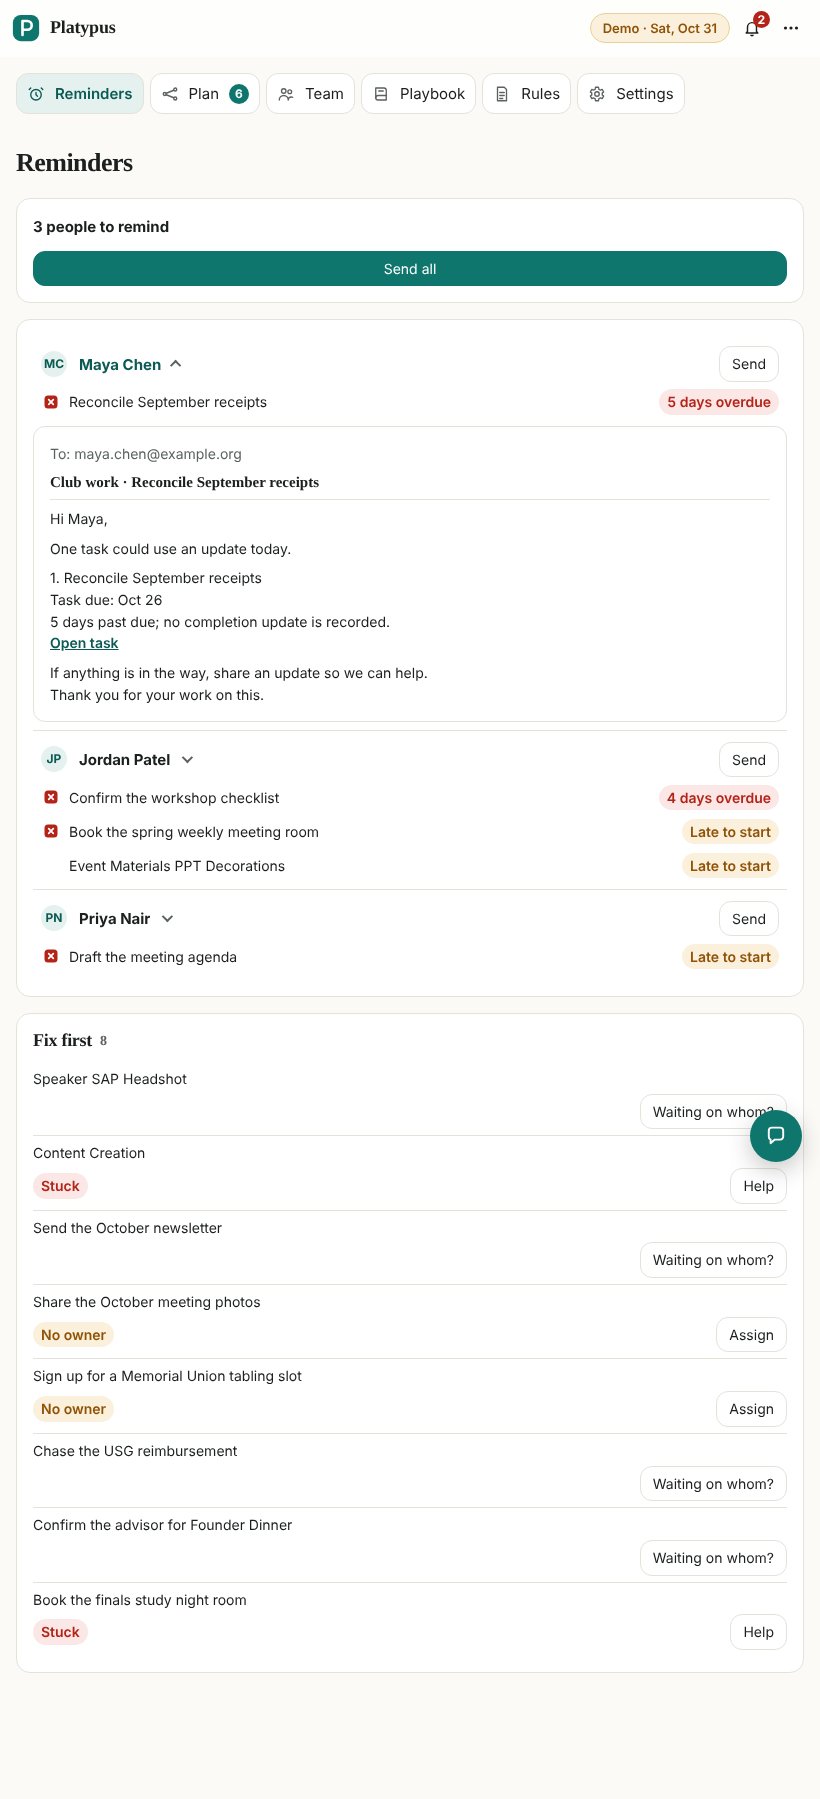 P Platypus
Demo · Sat, Oct 31
2
Reminders
Plan 6
Team
Playbook
Rules
Settings
Reminders
3 people to remind
Send all
MC Maya Chen
Send
Reconcile September receipts
5 days overdue
To: maya.chen@example.org
Club work · Reconcile September receipts
Hi Maya,
One task could use an update today.
1. Reconcile September receipts
Task due: Oct 26
5 days past due; no completion update is recorded.
Open task
If anything is in the way, share an update so we can help.
Thank you for your work on this.
JP Jordan Patel
Send
Confirm the workshop checklist
4 days overdue
Book the spring weekly meeting room
Late to start
Event Materials PPT Decorations
Late to start
PN Priya Nair
Send
Draft the meeting agenda
Late to start
Fix first 8
Speaker SAP Headshot
Waiting on whom?
Content Creation
Stuck
Help
Send the October newsletter
Waiting on whom?
Share the October meeting photos
No owner
Assign
Sign up for a Memorial Union tabling slot
No owner
Assign
Chase the USG reimbursement
Waiting on whom?
Confirm the advisor for Founder Dinner
Waiting on whom?
Book the finals study night room
Stuck
Help